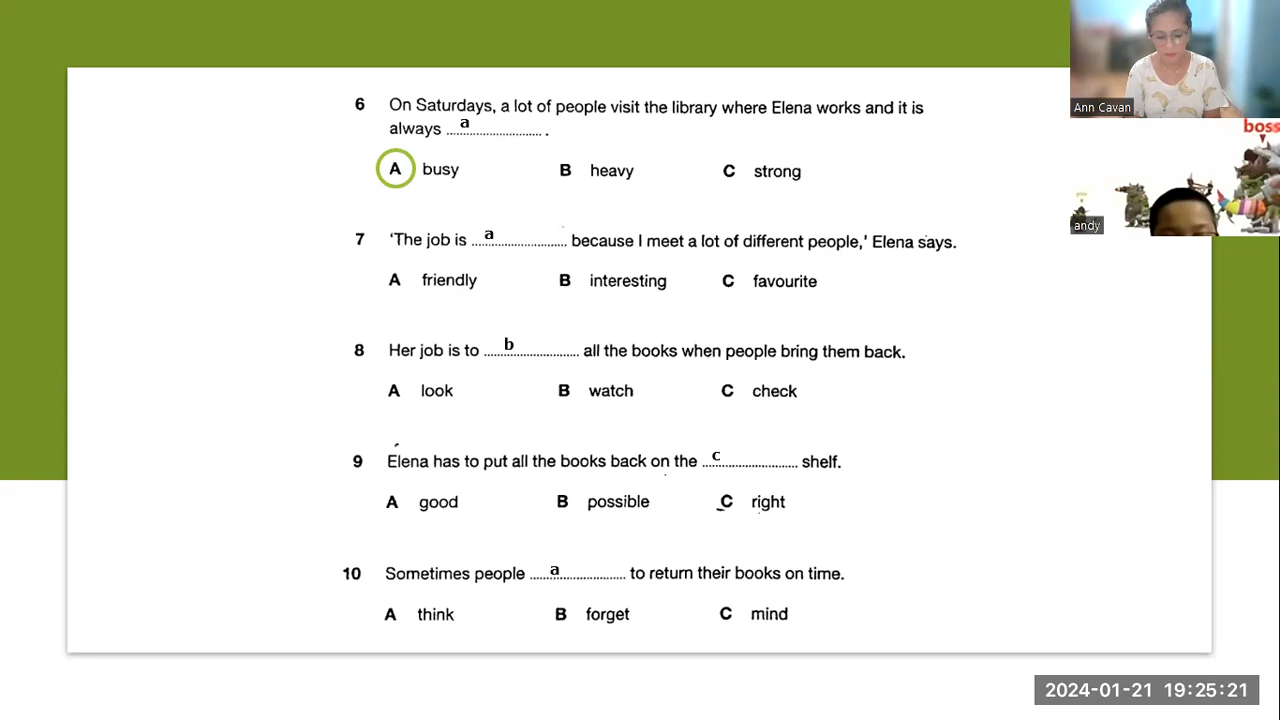 6 On Saturdays, a lot of people visit the library where Elena works and it is
always ....a.... .
A busy B heavy C strong
7 'The job is ....a.... because I meet a lot of different people,' Elena says.
A friendly B interesting C favourite
8 Her job is to ....b.... all the books when people bring them back.
A look B watch C check
9 Elena has to put all the books back on the ....c.... shelf.
A good B possible C right
10 Sometimes people ....a.... to return their books on time.
A think B forget C mind
Ann Cavan
boss
andy
2024-01-21 19:25:21